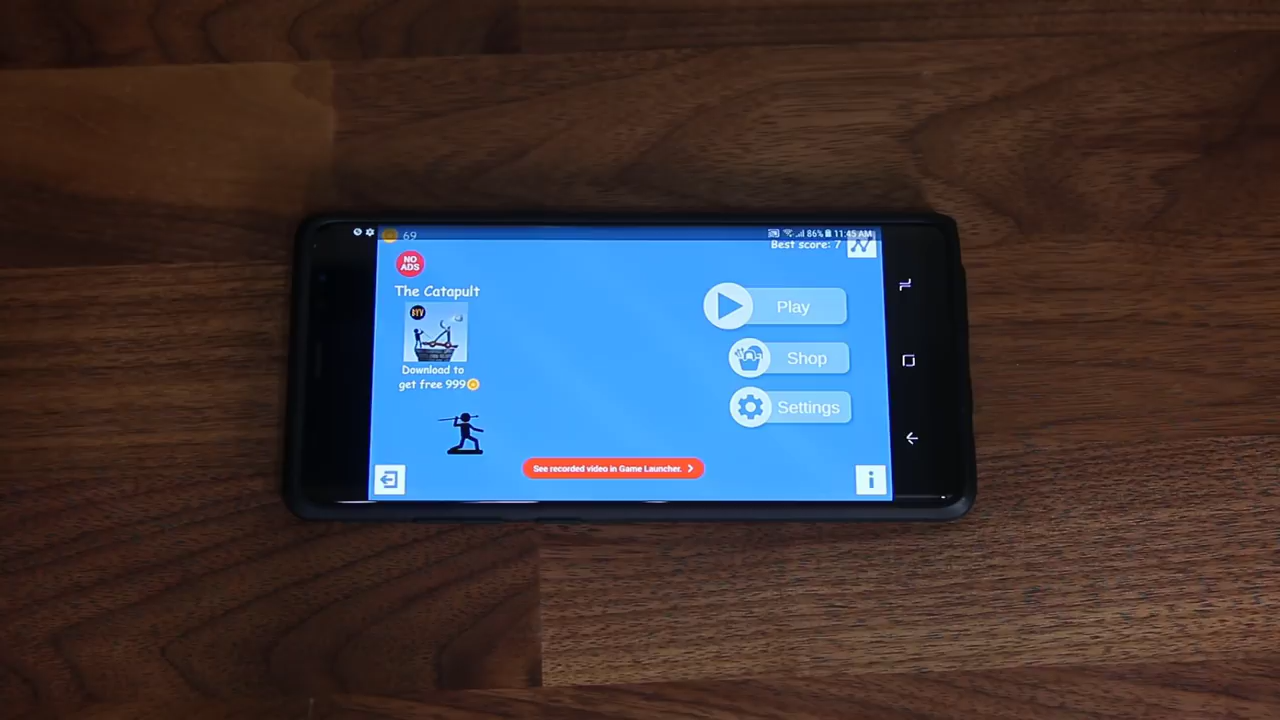 69
86% 11:45 AM
Best score: 7
NO
ADS
The Catapult
BYV
Download to
get free 999
Play
Shop
Settings
See recorded video in Game Launcher.
i